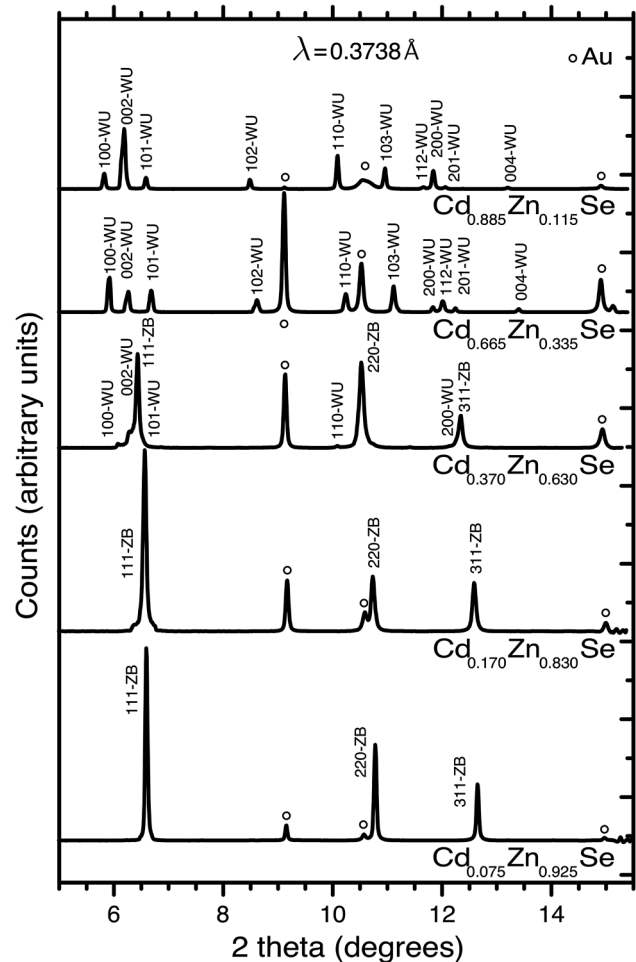 λ=0.3738 Å
○ Au
100-WU
002-WU
101-WU
102-WU
110-WU
103-WU
112-WU
200-WU
201-WU
004-WU
Cd0.885Zn0.115Se
100-WU
002-WU
101-WU
102-WU
110-WU
103-WU
200-WU
112-WU
201-WU
004-WU
Cd0.665Zn0.335Se
100-WU
002-WU
111-ZB
101-WU
110-WU
220-ZB
200-WU
311-ZB
Cd0.370Zn0.630Se
111-ZB
220-ZB
311-ZB
Cd0.170Zn0.830Se
111-ZB
220-ZB
311-ZB
Cd0.075Zn0.925Se
Counts (arbitrary units)
6 8 10 12 14
2 theta (degrees)